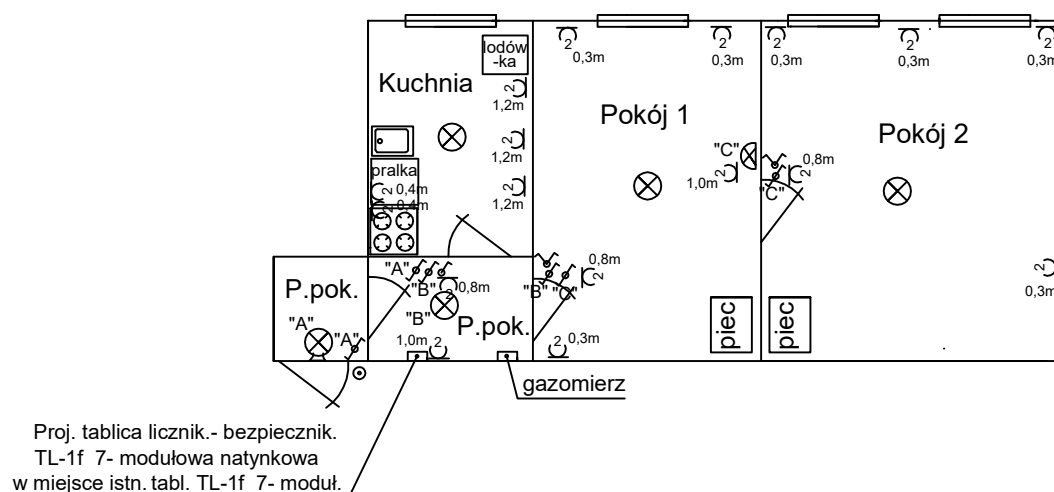 2
0,3m
2
0,3m
2
0,3m
2
0,3m
2
0,3m
lodów
-ka
Kuchnia
2
1,2m
Pokój 1
Pokój 2
2
1,2m
"C"
2
0,8m
pralka
2
0,4m
2
0,4m
2
1,2m
1,0m
2
"C"
"A"
"B"
2
0,8m
"B"
"C"
2
0,8m
2
0,3m
P.pok.
"A"
"A"
"B"
P.pok.
1,0m
2
2
0,3m
piec
piec
gazomierz
Proj. tablica licznik.- bezpiecznik.
TL-1f 7- modułowa natynkowa
w miejsce istn. tabl. TL-1f 7- moduł.